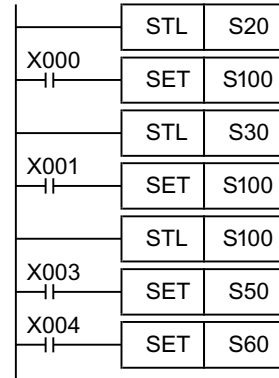 STL S20
X000
SET S100
STL S30
X001
SET S100
STL S100
X003
SET S50
X004
SET S60